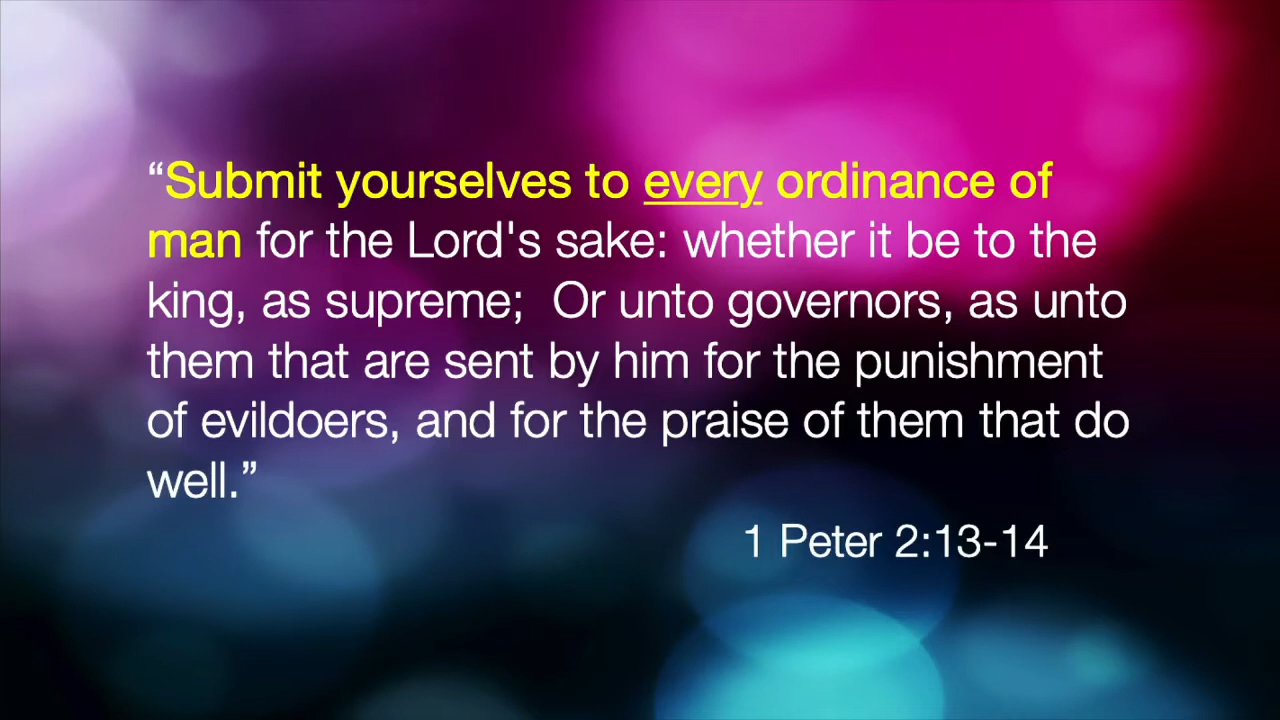 “Submit yourselves to every ordinance of
man for the Lord's sake: whether it be to the
king, as supreme;  Or unto governors, as unto
them that are sent by him for the punishment
of evildoers, and for the praise of them that do
well.”
1 Peter 2:13-14